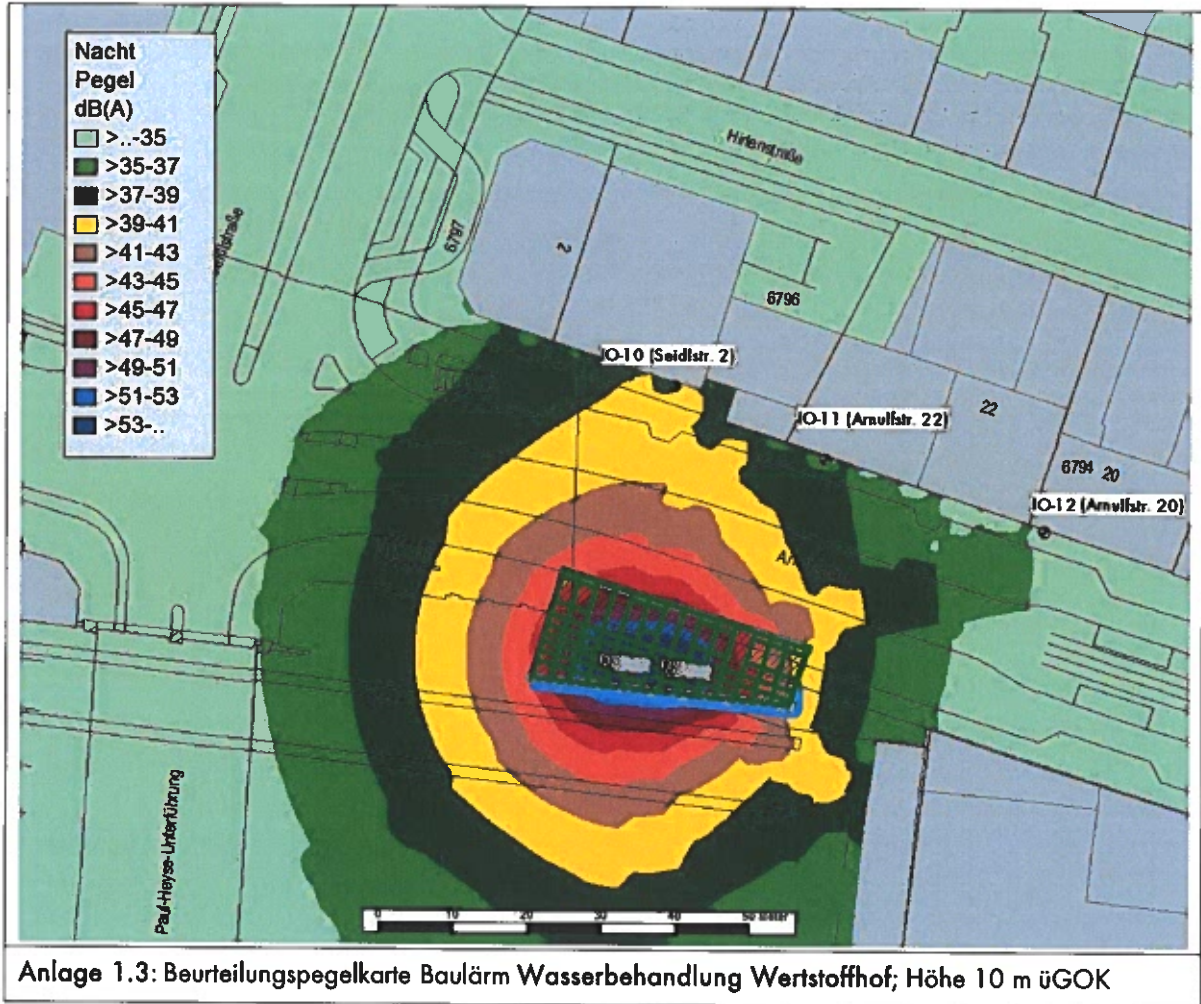 Nacht
Pegel
dB(A)
>..-35
>35-37
>37-39
>39-41
>41-43
>43-45
>45-47
>47-49
>49-51
>51-53
>53-..
Hirtenstraße
2
6796
IO-10 (Seidlstr. 2)
IO-11 (Arnulfstr. 22)
22
6794 20
IO-12 (Arnulfstr. 20)
Paul-Heyse-Unterführung
0 10 20 30 40 50 Meter
Anlage 1.3: Beurteilungspegelkarte Baulärm Wasserbehandlung Wertstoffhof; Höhe 10 m üGOK